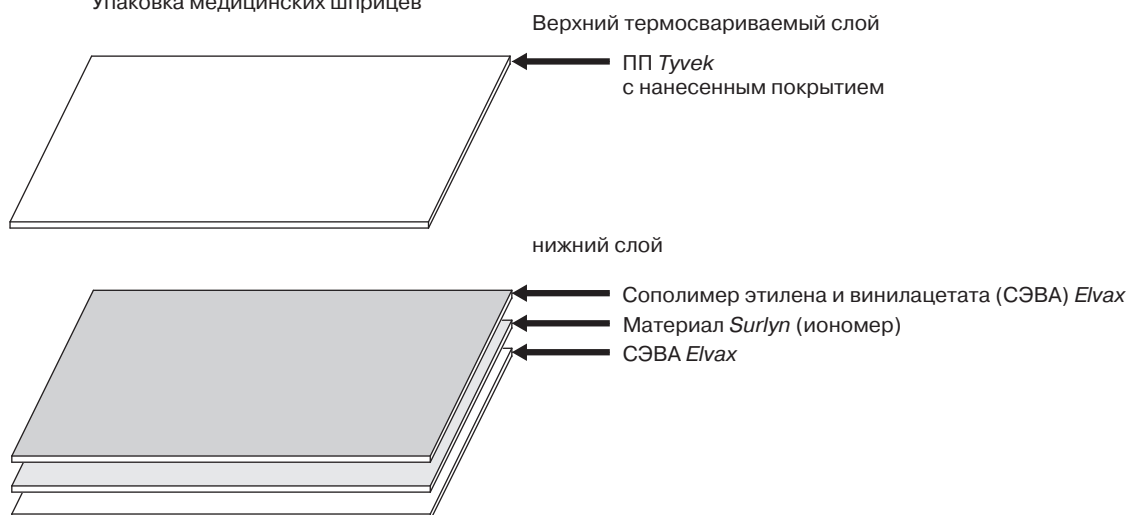 Упаковка медицинских шприцев
Верхний термосвариваемый слой
ПП Tyvek
с нанесенным покрытием
нижний слой
Сополимер этилена и винилацетата (СЭВА) Elvax
Материал Surlyn (иономер)
СЭВА Elvax